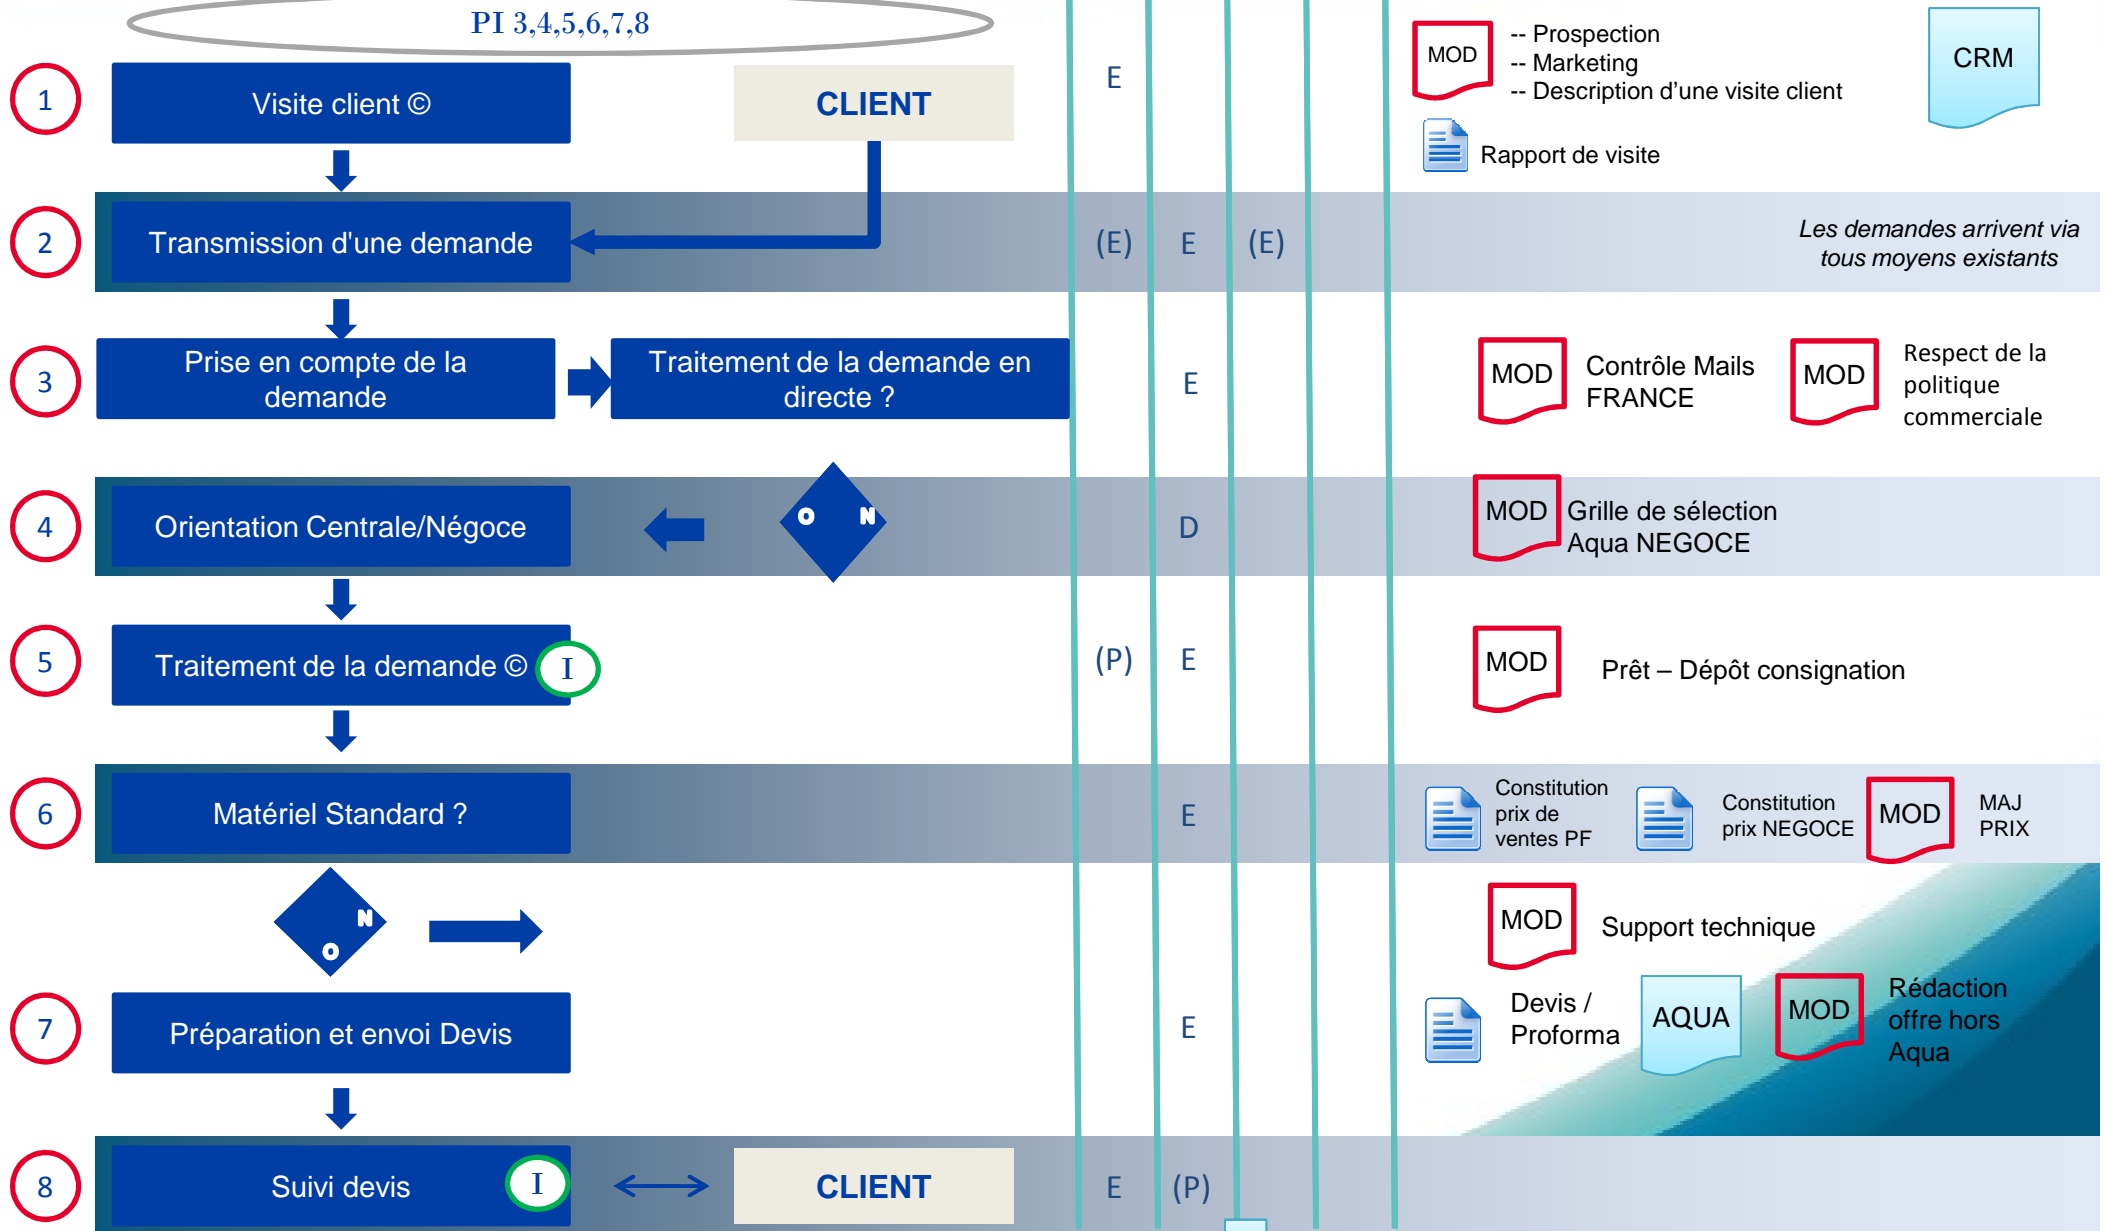 PI 3,4,5,6,7,8
1
Visite client ©
CLIENT
E
MOD
-- Prospection
-- Marketing
-- Description d'une visite client
CRM
Rapport de visite
2
Transmission d'une demande
(E)
E
(E)
Les demandes arrivent via
tous moyens existants
3
Prise en compte de la
demande
Traitement de la demande en
directe ?
E
MOD
Contrôle Mails
FRANCE
MOD
Respect de la
politique
commerciale
4
Orientation Centrale/Négoce
O N
D
MOD
Grille de sélection
Aqua NEGOCE
5
Traitement de la demande ©
I
(P)
E
MOD
Prêt – Dépôt consignation
6
Matériel Standard ?
E
Constitution
prix de
ventes PF
Constitution
prix NEGOCE
MOD
MAJ
PRIX
N
O
MOD
Support technique
7
Préparation et envoi Devis
E
Devis /
Proforma
AQUA
MOD
Rédaction
offre hors
Aqua
8
Suivi devis
I
CLIENT
E
(P)